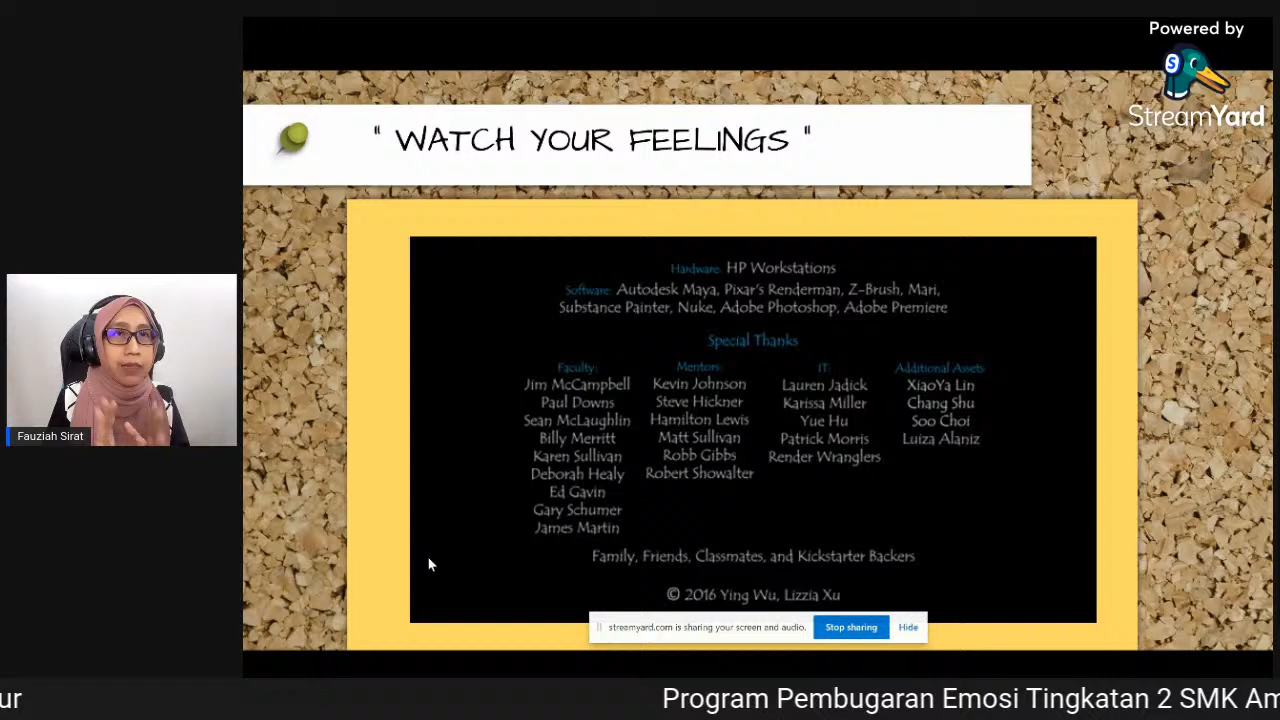 Powered by
StreamYard
" WATCH YOUR FEELINGS "
Hardware: HP Workstations
Software: Autodesk Maya, Pixar's Renderman, Z-Brush, Mari,
Substance Painter, Nuke, Adobe Photoshop, Adobe Premiere
Special Thanks
Faculty:
Jim McCampbell
Paul Downs
Sean McLaughlin
Billy Merritt
Karen Sullivan
Deborah Healy
Ed Gavin
Gary Schumer
James Martin
Mentors:
Kevin Johnson
Steve Hickner
Hamilton Lewis
Matt Sullivan
Robb Gibbs
Robert Showalter
IT:
Lauren Jadick
Karissa Miller
Yue Hu
Patrick Morris
Render Wranglers
Additional Assets
XiaoYa Lin
Chang Shu
Soo Choi
Luiza Alaniz
Family, Friends, Classmates, and Kickstarter Backers
© 2016 Ying Wu, Lizzia Xu
streamyard.com is sharing your screen and audio.
Stop sharing
Hide
Fauziah Sirat
ur
Program Pembugaran Emosi Tingkatan 2 SMK Am